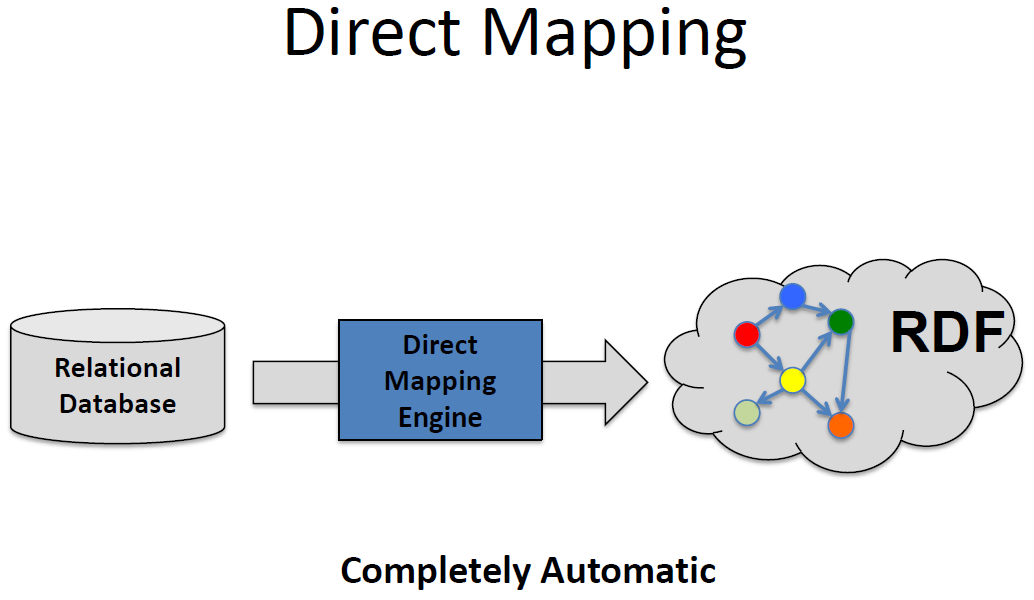 Direct Mapping
Relational
Database
Direct
Mapping
Engine
RDF
Completely Automatic